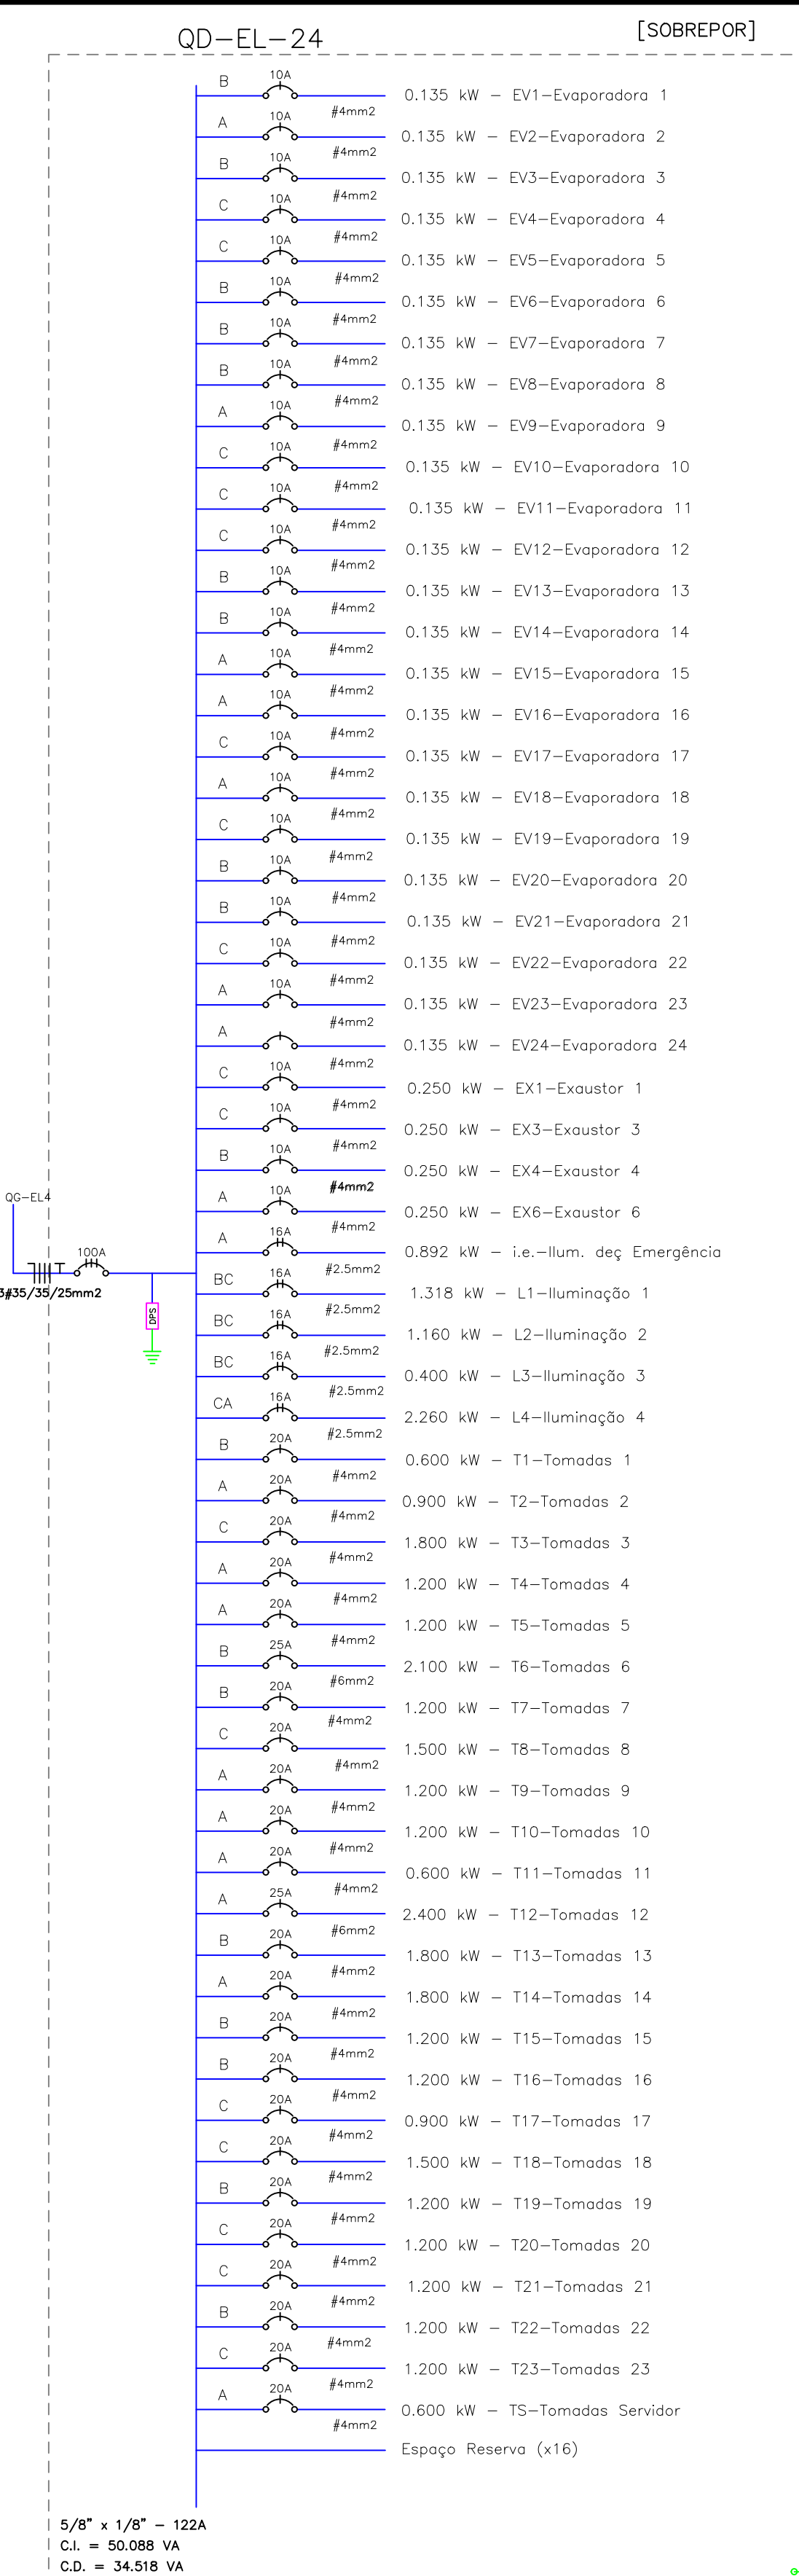 QD-EL-24 [SOBREPOR]
B 10A 0.135 kW - EV1-Evaporadora 1
#4mm2
A 10A 0.135 kW - EV2-Evaporadora 2
#4mm2
B 10A 0.135 kW - EV3-Evaporadora 3
#4mm2
C 10A 0.135 kW - EV4-Evaporadora 4
#4mm2
C 10A 0.135 kW - EV5-Evaporadora 5
#4mm2
B 10A 0.135 kW - EV6-Evaporadora 6
#4mm2
B 10A 0.135 kW - EV7-Evaporadora 7
#4mm2
B 10A 0.135 kW - EV8-Evaporadora 8
#4mm2
A 10A 0.135 kW - EV9-Evaporadora 9
#4mm2
C 10A 0.135 kW - EV10-Evaporadora 10
#4mm2
C 10A 0.135 kW - EV11-Evaporadora 11
#4mm2
C 10A 0.135 kW - EV12-Evaporadora 12
#4mm2
B 10A 0.135 kW - EV13-Evaporadora 13
#4mm2
B 10A 0.135 kW - EV14-Evaporadora 14
#4mm2
A 10A 0.135 kW - EV15-Evaporadora 15
#4mm2
A 10A 0.135 kW - EV16-Evaporadora 16
#4mm2
C 10A 0.135 kW - EV17-Evaporadora 17
#4mm2
A 10A 0.135 kW - EV18-Evaporadora 18
#4mm2
C 10A 0.135 kW - EV19-Evaporadora 19
#4mm2
B 10A 0.135 kW - EV20-Evaporadora 20
#4mm2
B 10A 0.135 kW - EV21-Evaporadora 21
#4mm2
C 10A 0.135 kW - EV22-Evaporadora 22
#4mm2
A 10A 0.135 kW - EV23-Evaporadora 23
#4mm2
A 0.135 kW - EV24-Evaporadora 24
#4mm2
C 10A 0.250 kW - EX1-Exaustor 1
#4mm2
C 10A 0.250 kW - EX3-Exaustor 3
#4mm2
B 10A 0.250 kW - EX4-Exaustor 4
#4mm2
A 10A 0.250 kW - EX6-Exaustor 6
#4mm2
A 16A 0.892 kW - i.e.-Ilum. deç Emergência
#2.5mm2
QG-EL4
100A
3#35/35/25mm2
DPS
BC 16A 1.318 kW - L1-Iluminação 1
#2.5mm2
BC 16A 1.160 kW - L2-Iluminação 2
#2.5mm2
BC 16A 0.400 kW - L3-Iluminação 3
#2.5mm2
CA 16A 2.260 kW - L4-Iluminação 4
#2.5mm2
B 20A 0.600 kW - T1-Tomadas 1
#4mm2
A 20A 0.900 kW - T2-Tomadas 2
#4mm2
C 20A 1.800 kW - T3-Tomadas 3
#4mm2
A 20A 1.200 kW - T4-Tomadas 4
#4mm2
A 20A 1.200 kW - T5-Tomadas 5
#4mm2
B 25A 2.100 kW - T6-Tomadas 6
#6mm2
B 20A 1.200 kW - T7-Tomadas 7
#4mm2
C 20A 1.500 kW - T8-Tomadas 8
#4mm2
A 20A 1.200 kW - T9-Tomadas 9
#4mm2
A 20A 1.200 kW - T10-Tomadas 10
#4mm2
A 20A 0.600 kW - T11-Tomadas 11
#4mm2
A 25A 2.400 kW - T12-Tomadas 12
#6mm2
B 20A 1.800 kW - T13-Tomadas 13
#4mm2
A 20A 1.800 kW - T14-Tomadas 14
#4mm2
B 20A 1.200 kW - T15-Tomadas 15
#4mm2
B 20A 1.200 kW - T16-Tomadas 16
#4mm2
C 20A 0.900 kW - T17-Tomadas 17
#4mm2
C 20A 1.500 kW - T18-Tomadas 18
#4mm2
B 20A 1.200 kW - T19-Tomadas 19
#4mm2
C 20A 1.200 kW - T20-Tomadas 20
#4mm2
C 20A 1.200 kW - T21-Tomadas 21
#4mm2
B 20A 1.200 kW - T22-Tomadas 22
#4mm2
C 20A 1.200 kW - T23-Tomadas 23
#4mm2
A 20A 0.600 kW - TS-Tomadas Servidor
#4mm2
Espaço Reserva (x16)
5/8" x 1/8" - 122A
C.I. = 50.088 VA
C.D. = 34.518 VA